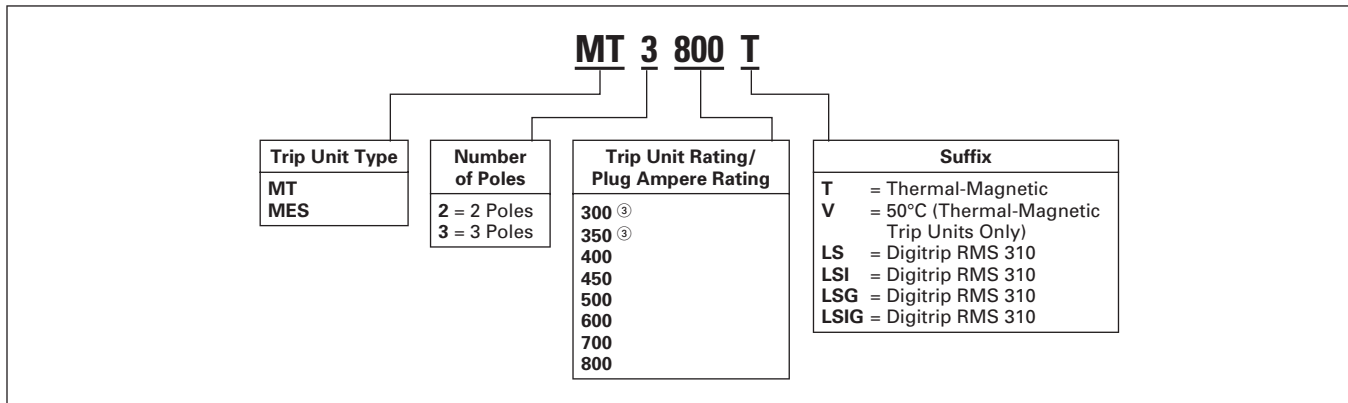 MT 3 800 T
Trip Unit Type
MT
MES
Number
of Poles
2 = 2 Poles
3 = 3 Poles
Trip Unit Rating/
Plug Ampere Rating
300 ③
350 ③
400
450
500
600
700
800
Suffix
T = Thermal-Magnetic
V = 50°C (Thermal-Magnetic
Trip Units Only)
LS = Digitrip RMS 310
LSI = Digitrip RMS 310
LSG = Digitrip RMS 310
LSIG = Digitrip RMS 310